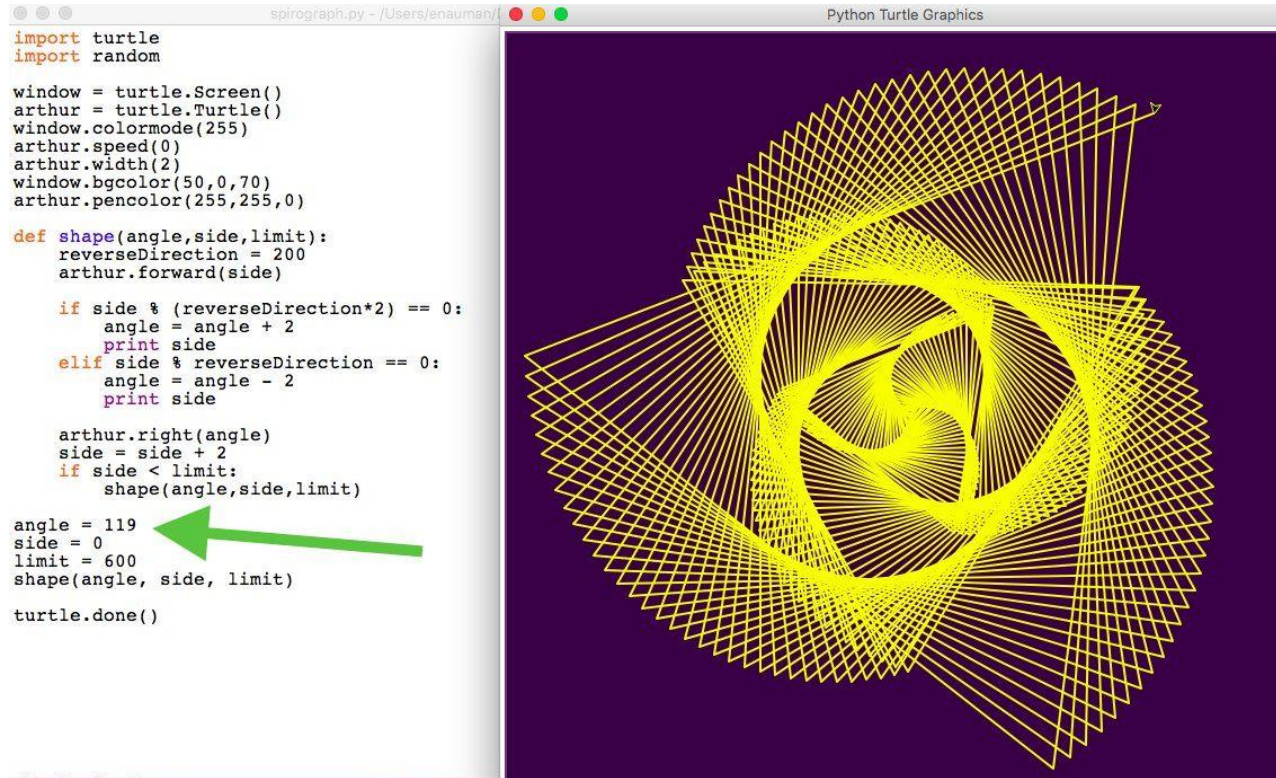 spirograph.py - /Users/enauman/
Python Turtle Graphics
import turtle
import random
window = turtle.Screen()
arthur = turtle.Turtle()
window.colormode(255)
arthur.speed(0)
arthur.width(2)
window.bgcolor(50,0,70)
arthur.pencolor(255,255,0)
def shape(angle,side,limit):
    reverseDirection = 200
    arthur.forward(side)
    if side % (reverseDirection*2) == 0:
        angle = angle + 2
        print side
    elif side % reverseDirection == 0:
        angle = angle - 2
        print side
    arthur.right(angle)
    side = side + 2
    if side < limit:
        shape(angle,side,limit)
angle = 119
side = 0
limit = 600
shape(angle, side, limit)
turtle.done()